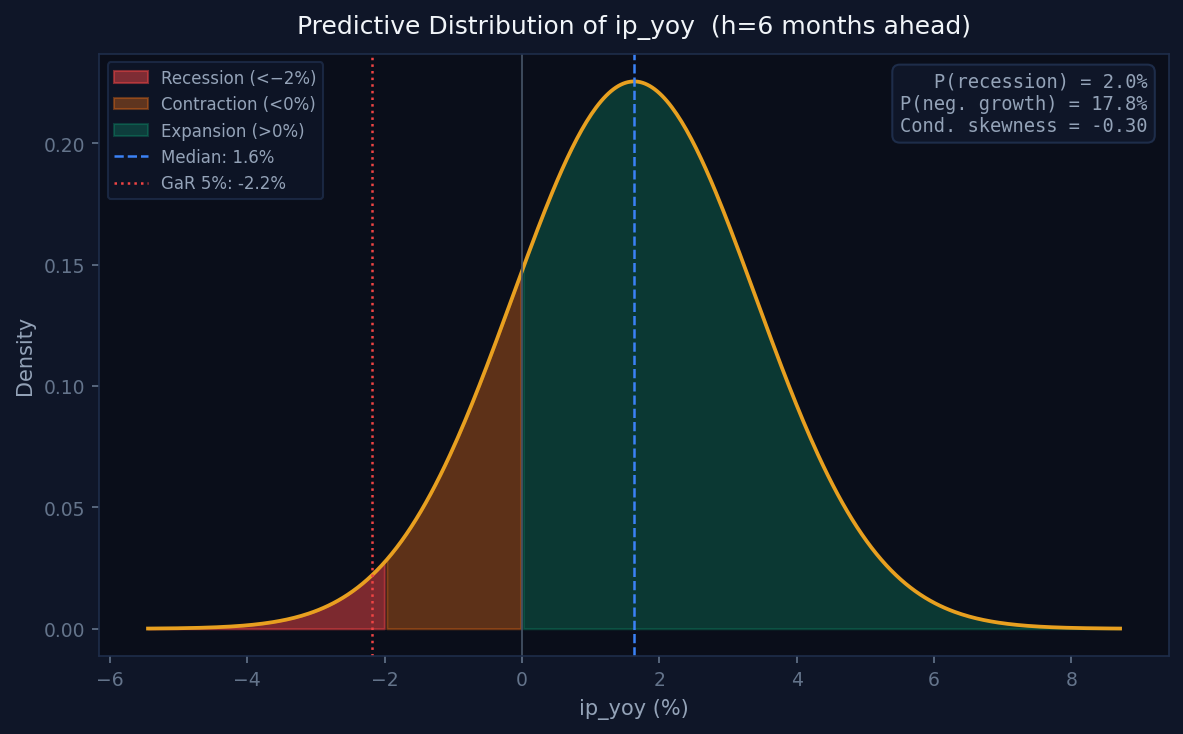 Predictive Distribution of ip_yoy  (h=6 months ahead)
Recession (<−2%)
Contraction (<0%)
Expansion (>0%)
Median: 1.6%
GaR 5%: -2.2%
P(recession) = 2.0%
P(neg. growth) = 17.8%
Cond. skewness = -0.30
Density
0.20
0.15
0.10
0.05
0.00
−6 −4 −2 0 2 4 6 8
ip_yoy (%)